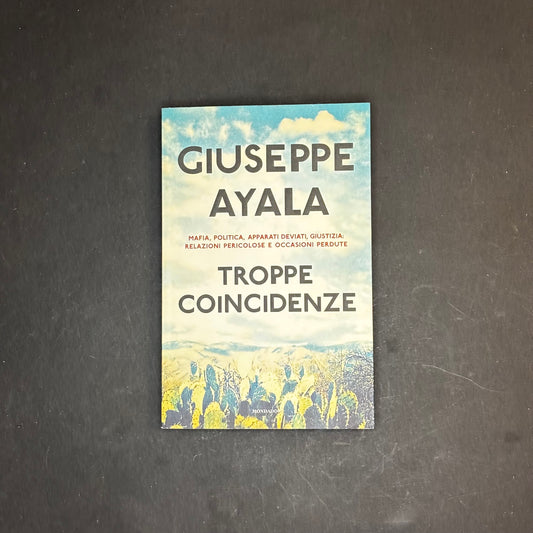 GIUSEPPE
AYALA
MAFIA, POLITICA, APPARATI DEVIATI, GIUSTIZIA:
RELAZIONI PERICOLOSE E OCCASIONI PERDUTE
TROPPE
COINCIDENZE
MONDADORI